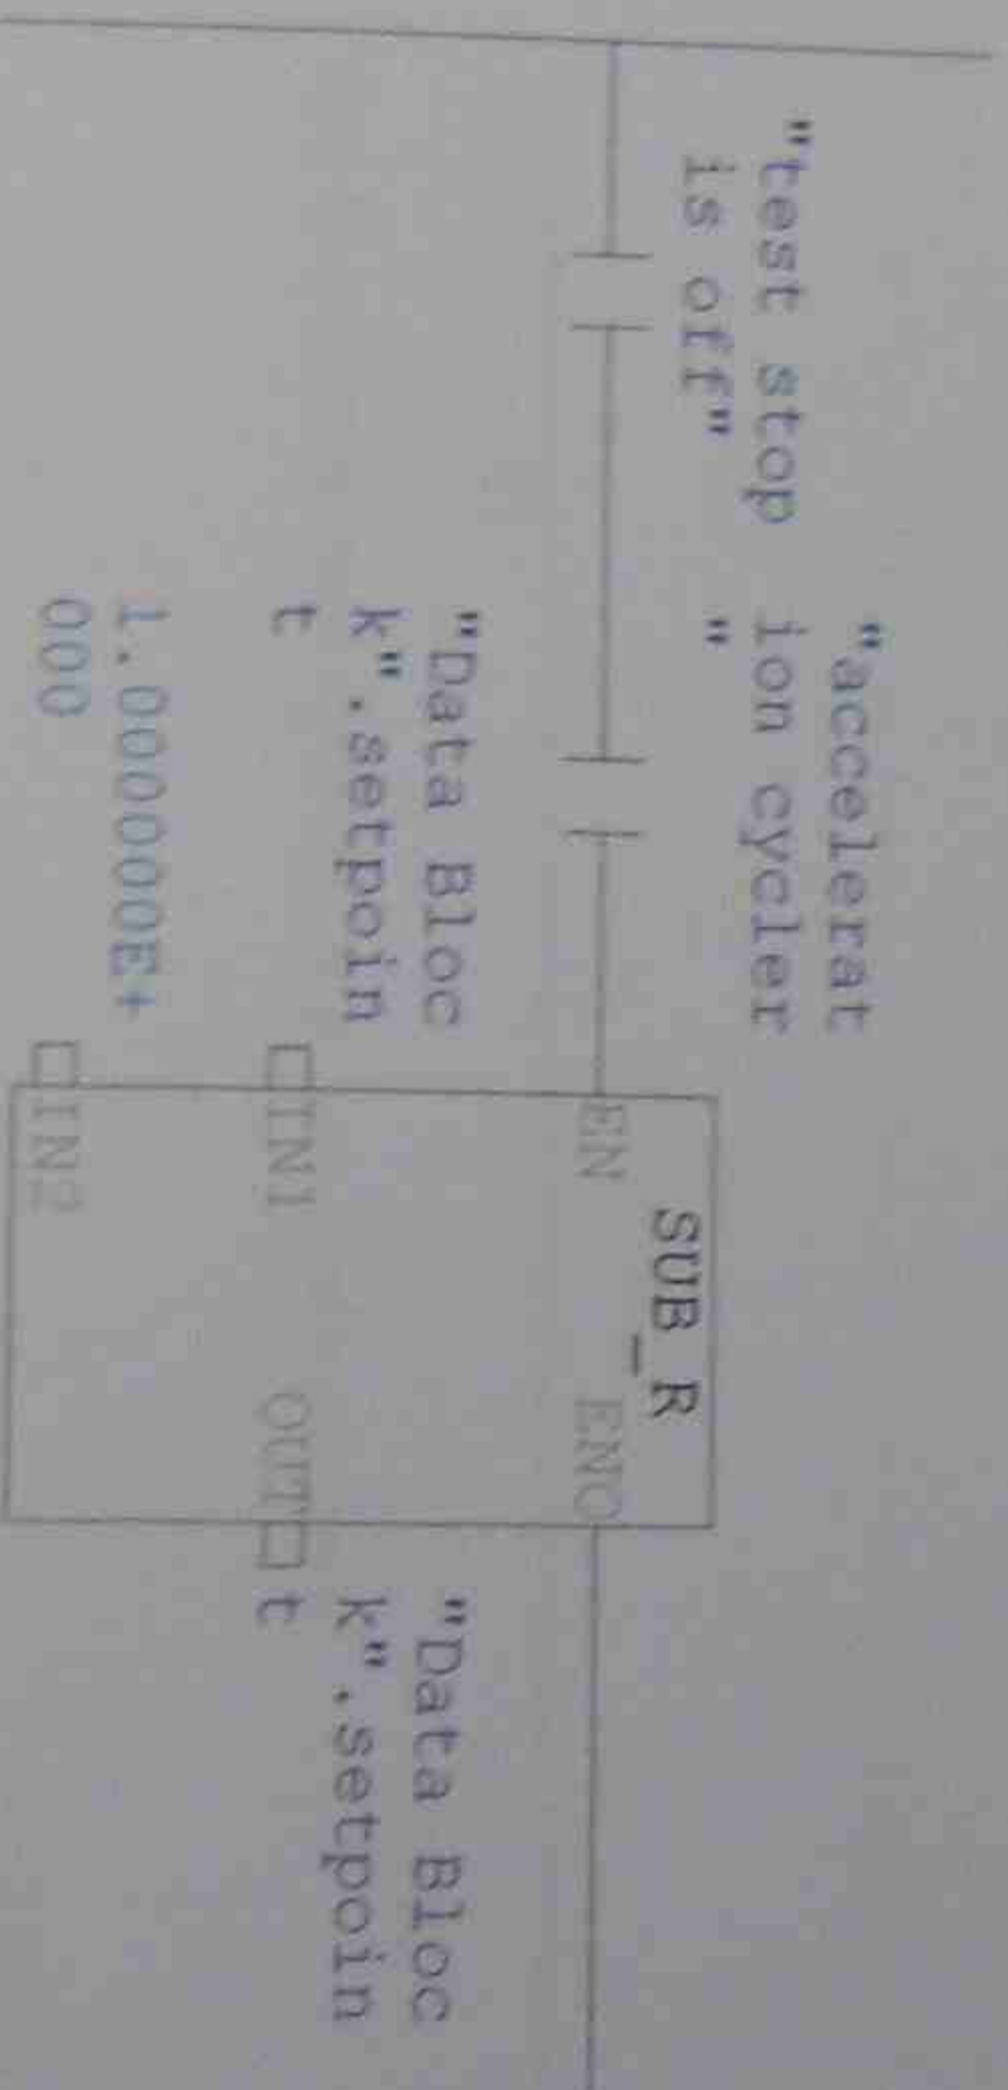 "accelerat
"test stop ion cycler
is off" "
SUB_R
EN ENO
"Data Bloc
k".setpoin
t
IN1
"Data Bloc
k".setpoin
OUT t
1.000000E+
000
IN2